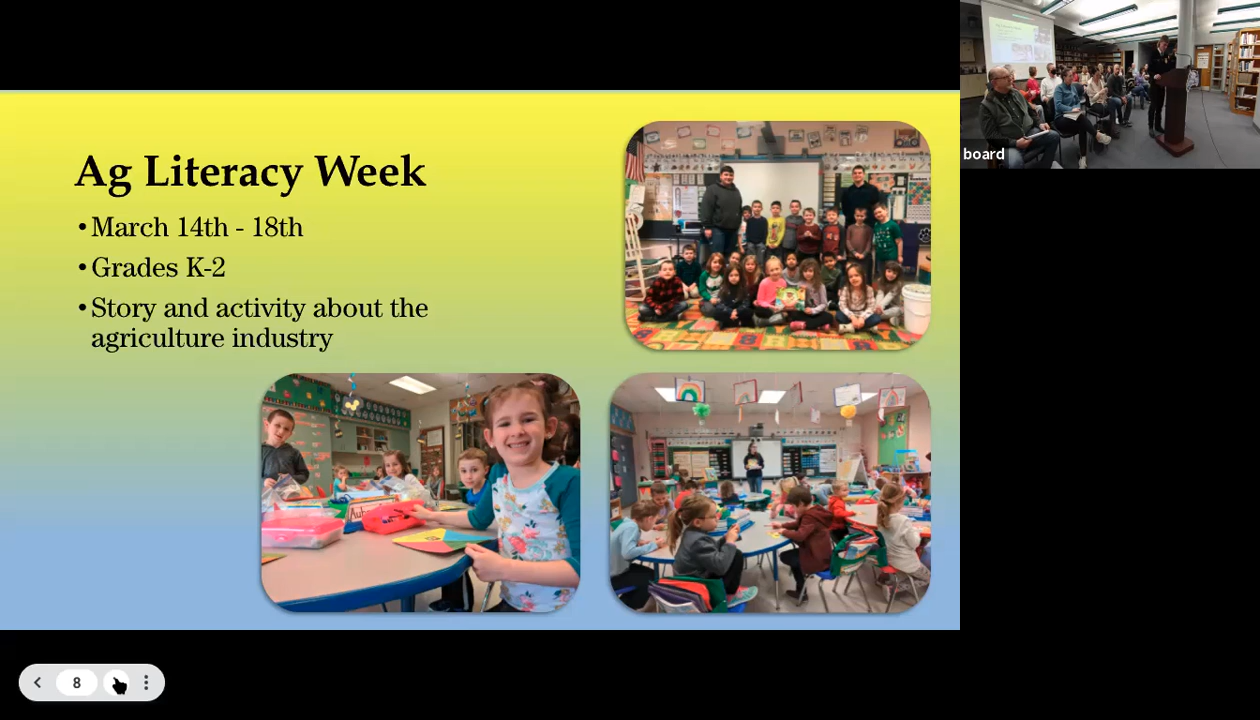 Ag Literacy Week
• March 14th - 18th
• Grades K-2
• Story and activity about the
agriculture industry
board
8